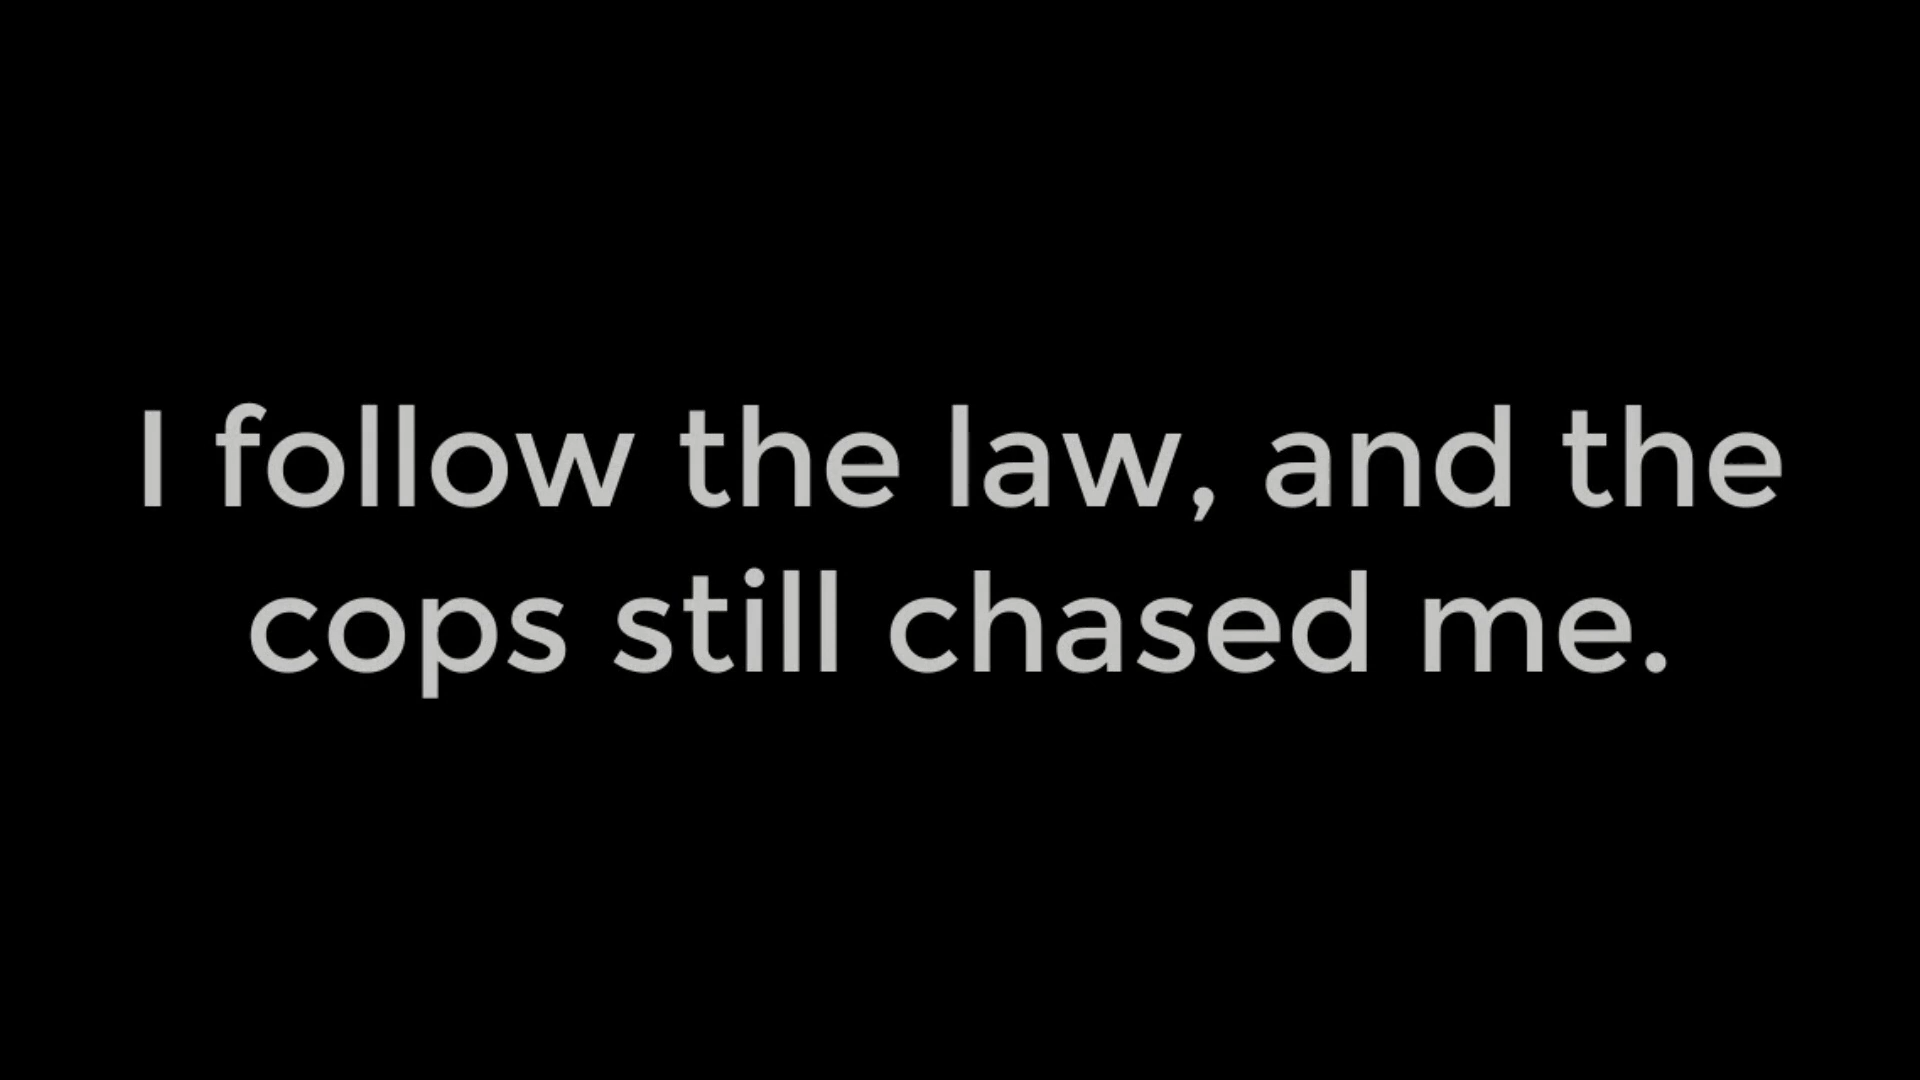 I follow the law, and the
cops still chased me.